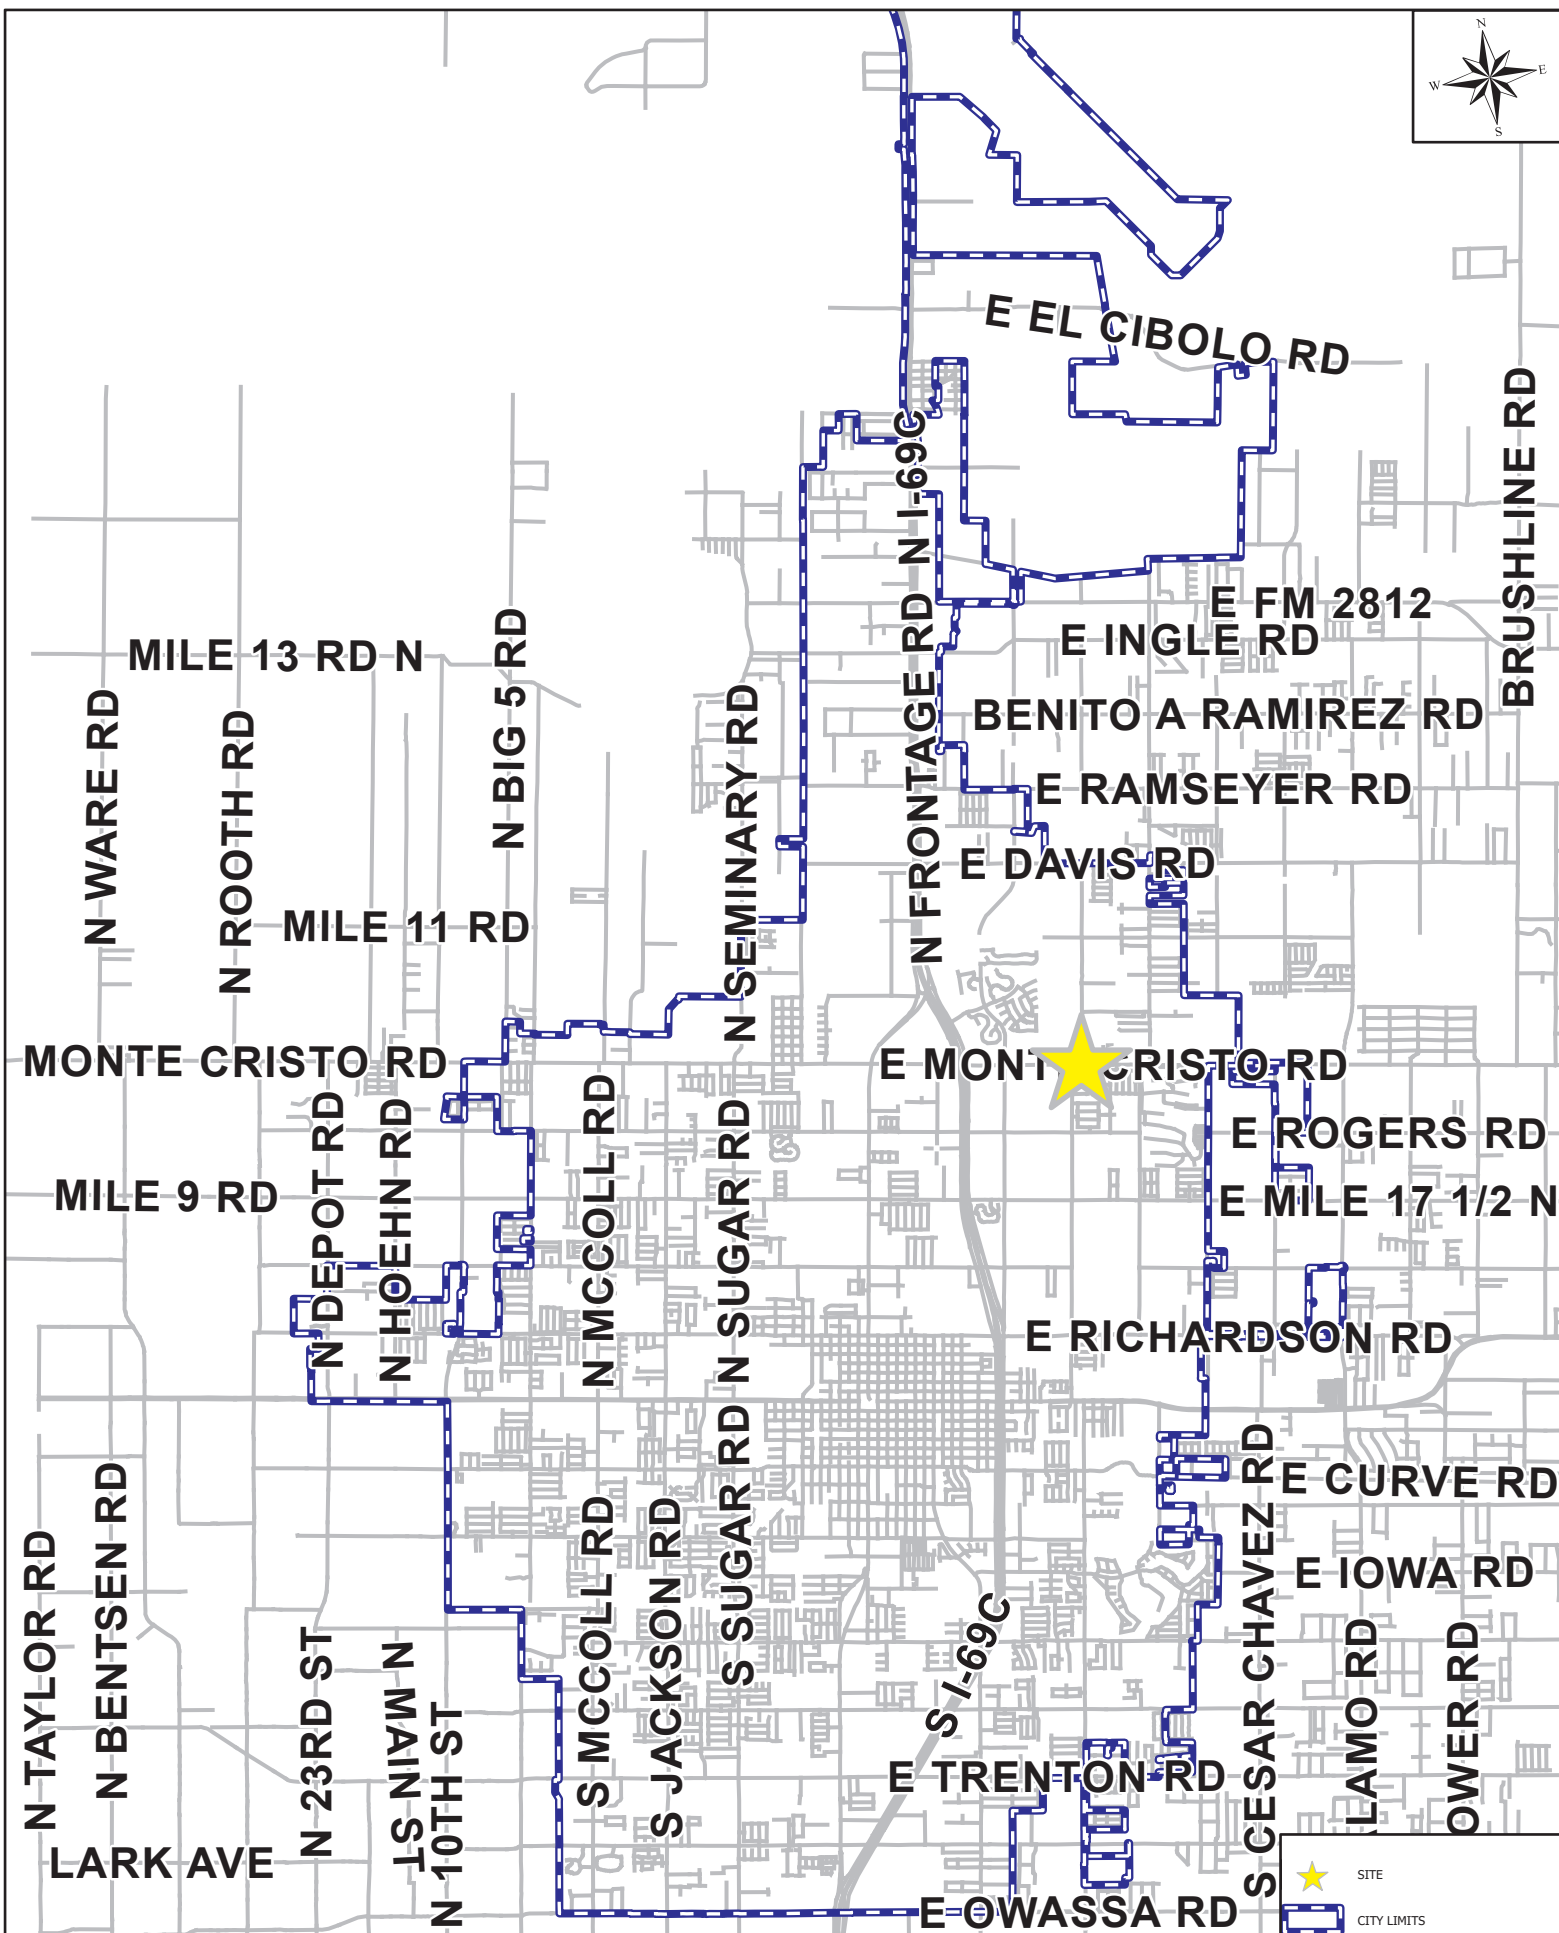 N
E
W
S
E EL CIBOLO RD
BRUSHLINE RD
N I-69C
E FM 2812
E INGLE RD
MILE 13 RD N
N BIG 5 RD
N WARE RD
N ROOTH RD
N SEMINARY RD
N FRONTAGE RD
BENITO A RAMIREZ RD
E RAMSEYER RD
E DAVIS RD
MILE 11 RD
MONTE CRISTO RD
E MONT CRISTO RD
N DEPOT RD
N HOEHN RD
N MCCOLL RD
N SUGAR RD
E ROGERS RD
MILE 9 RD
E MILE 17 1/2 N
E RICHARDSON RD
S SUGAR RD
S CESAR CHAVEZ RD
E CURVE RD
N TAYLOR RD
N BENTSEN RD
S MCCOLL RD
S JACKSON RD
E IOWA RD
S I-69C
N 23RD ST
N MAIN ST
N 10TH ST
LAMO RD
OWER RD
E TRENTON RD
LARK AVE
E OWASSA RD
SITE
CITY LIMITS